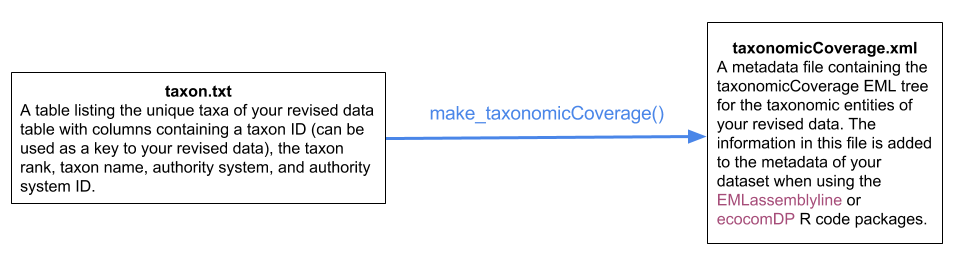 taxon.txt
A table listing the unique taxa of your revised data
table with columns containing a taxon ID (can be
used as a key to your revised data), the taxon
rank, taxon name, authority system, and authority
system ID.
make_taxonomicCoverage()
taxonomicCoverage.xml
A metadata file containing the
taxonomicCoverage EML tree
for the taxonomic entities of
your revised data. The
information in this file is added
to the metadata of your
dataset when using the
EMLassemblyline or
ecocomDP R code packages.